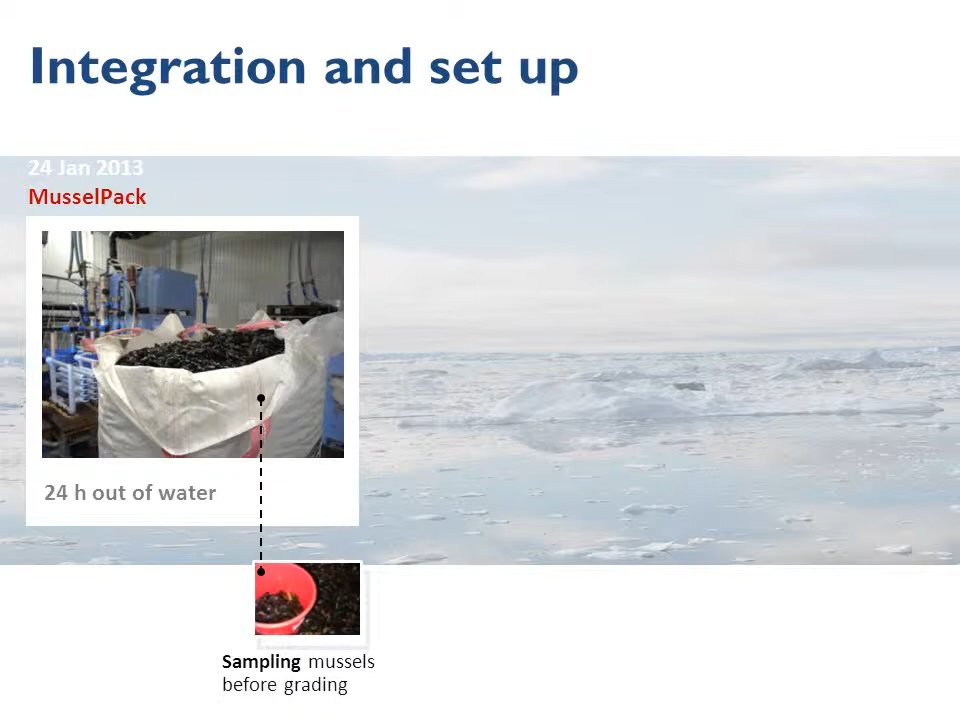 Integration and set up
24 Jan 2013
MusselPack
24 h out of water
Sampling mussels
before grading